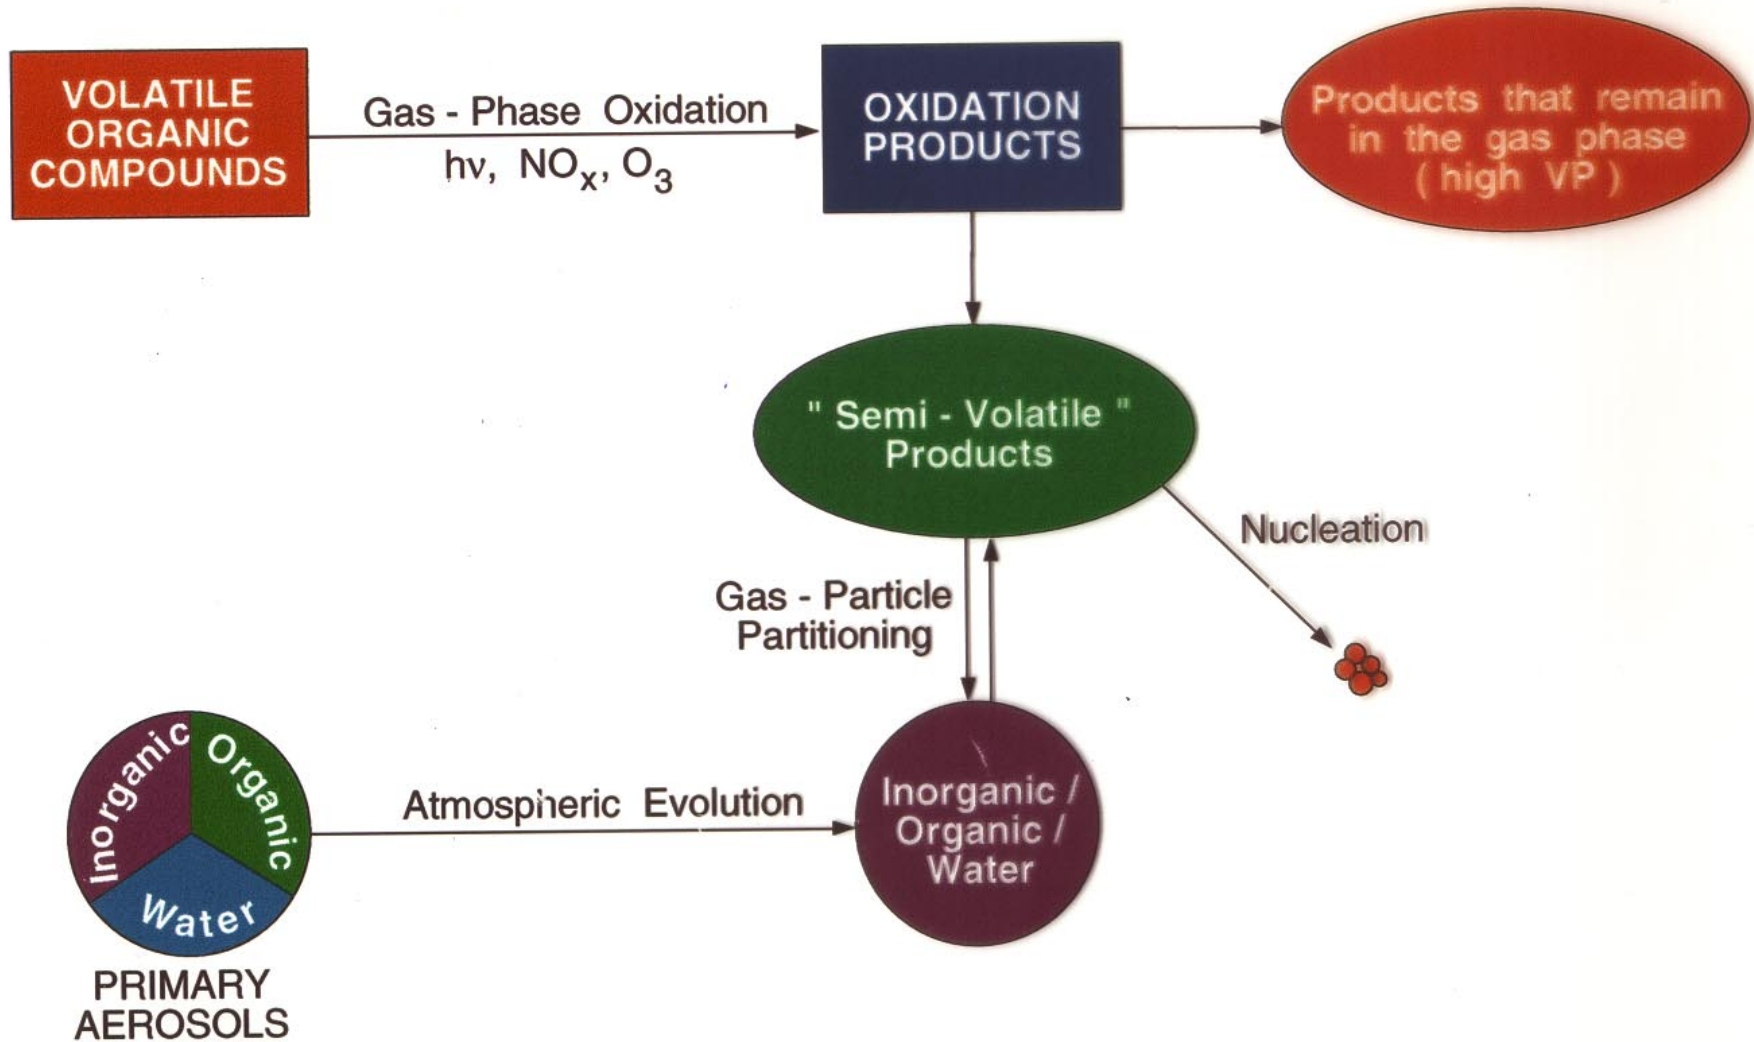 VOLATILE
ORGANIC
COMPOUNDS
Gas - Phase Oxidation
hν, NOₓ, O₃
OXIDATION
PRODUCTS
Products that remain
in the gas phase
( high VP )
" Semi - Volatile "
Products
Nucleation
Gas - Particle
Partitioning
Inorganic
Organic
Water
Atmospheric Evolution
Inorganic /
Organic /
Water
PRIMARY
AEROSOLS